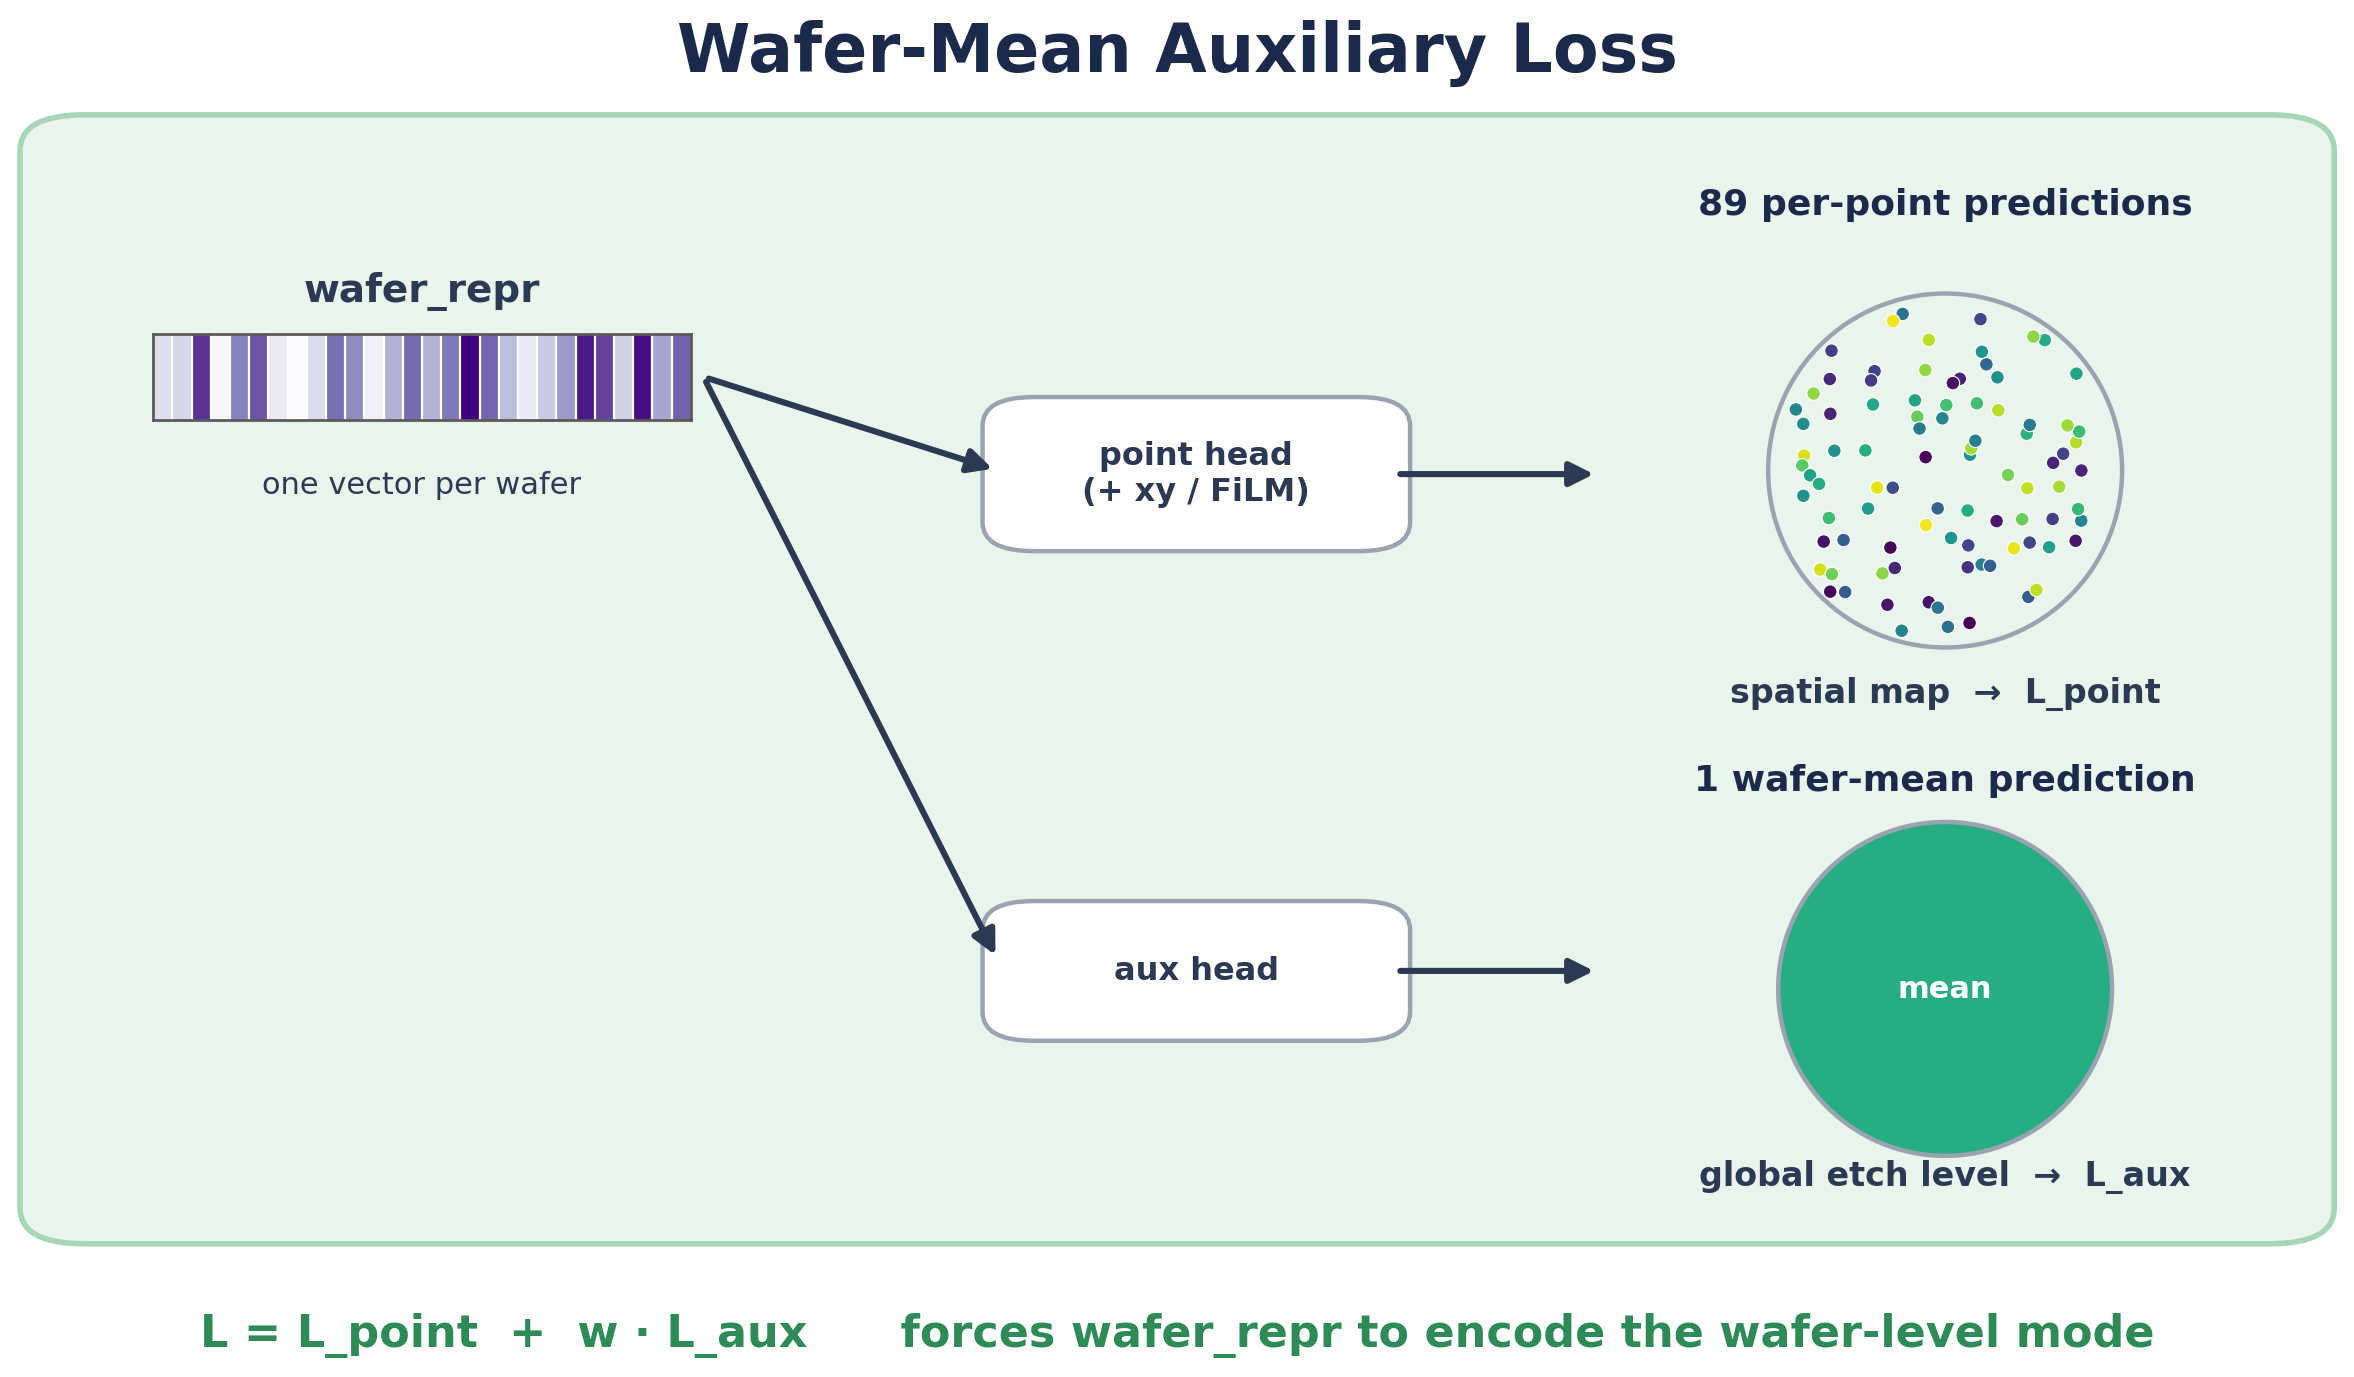 Wafer-Mean Auxiliary Loss
89 per-point predictions
wafer_repr
one vector per wafer
point head
(+ xy / FiLM)
spatial map → L_point
1 wafer-mean prediction
aux head
mean
global etch level → L_aux
L = L_point + w · L_aux forces wafer_repr to encode the wafer-level mode